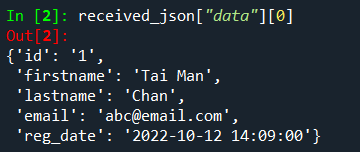 In [2]: received_json["data"][0]
Out[2]:
{'id': '1',
 'firstname': 'Tai Man',
 'lastname': 'Chan',
 'email': 'abc@email.com',
 'reg_date': '2022-10-12 14:09:00'}